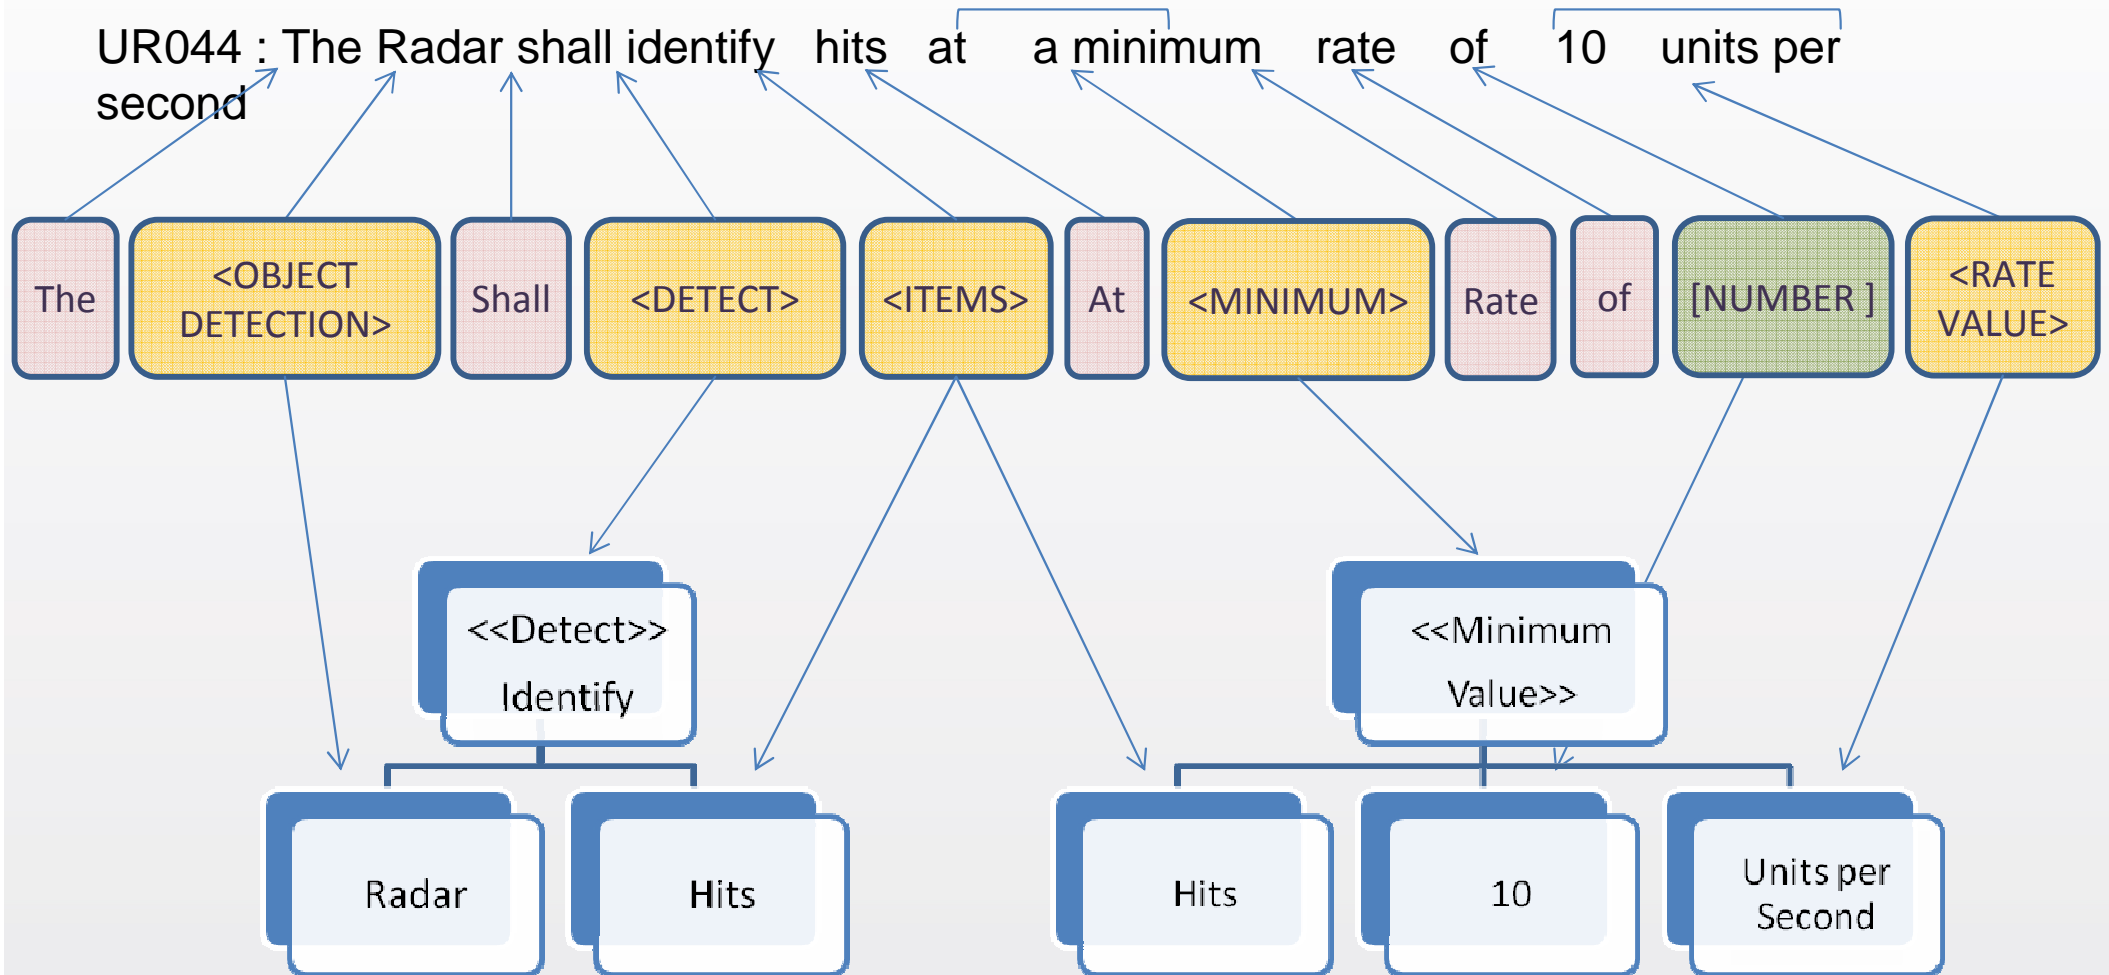 UR044 : The Radar shall identify hits at a minimum rate of 10 units per
second
The
<OBJECT
DETECTION>
Shall
<DETECT>
<ITEMS>
At
<MINIMUM>
Rate
of
[NUMBER ]
<RATE
VALUE>
<<Detect>>
Identify
<<Minimum
Value>>
Radar
Hits
Hits
10
Units per
Second